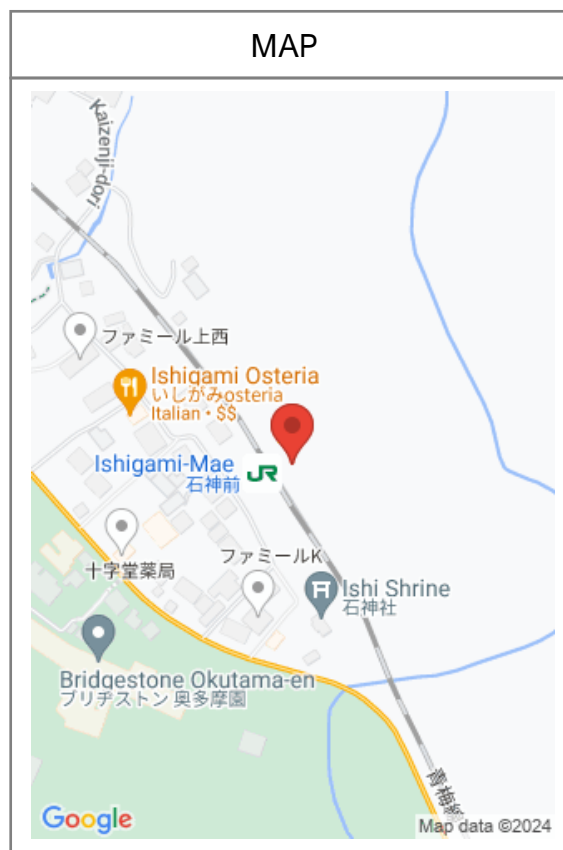 MAP
Kaizenji-dori
ファミール上西
Ishigami Osteria
いしがみosteria
Italian • $$
Ishigami-Mae
石神前
JR
十字堂薬局
ファミールK
Ishi Shrine
石神社
Bridgestone Okutama-en
ブリヂストン 奥多摩園
青梅線
Google
Map data ©2024